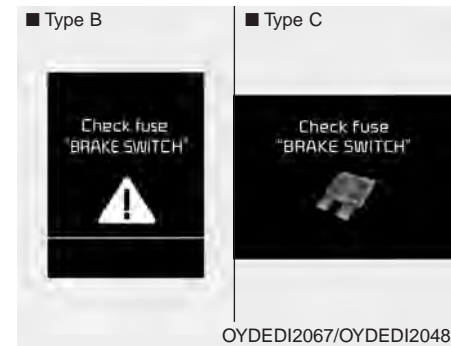 ■ Type B
■ Type C
Check fuse
"BRAKE SWITCH"
Check fuse
"BRAKE SWITCH"
OYDEDI2067/OYDEDI2048